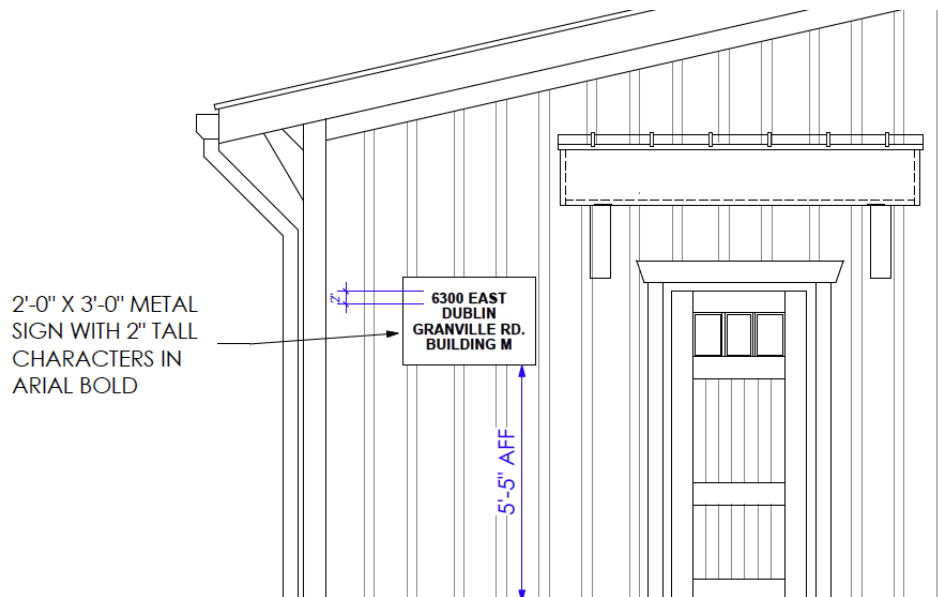 2'-0" X 3'-0" METAL
SIGN WITH 2" TALL
CHARACTERS IN
ARIAL BOLD
2"
6300 EAST
DUBLIN
GRANVILLE RD.
BUILDING M
5'-5" AFF